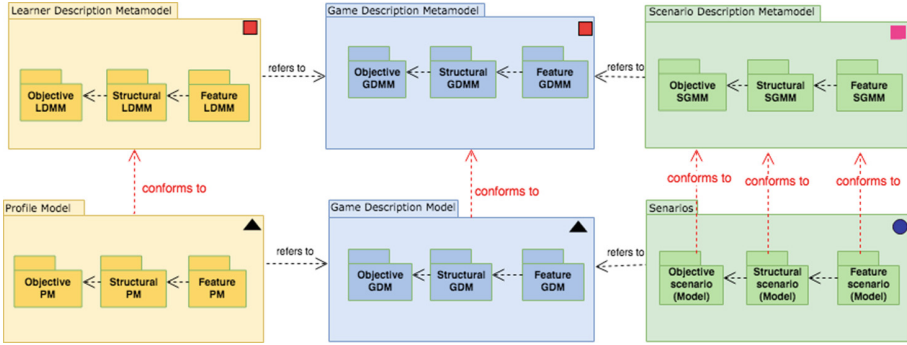 Learner Description Metamodel
Game Description Metamodel
Scenario Description Metamodel
refers to
refers to
Objective
LDMM
Structural
LDMM
Feature
LDMM
Objective
GDMM
Structural
GDMM
Feature
GDMM
Objective
SGMM
Structural
SGMM
Feature
SGMM
conforms to
conforms to
conforms to
conforms to
conforms to
Profile Model
Game Description Model
Senarios
refers to
refers to
Objective
PM
Structural
PM
Feature
PM
Objective
GDM
Structural
GDM
Feature
GDM
Objective
scenario
(Model)
Structural
scenario
(Model)
Feature
scenario
(Model)